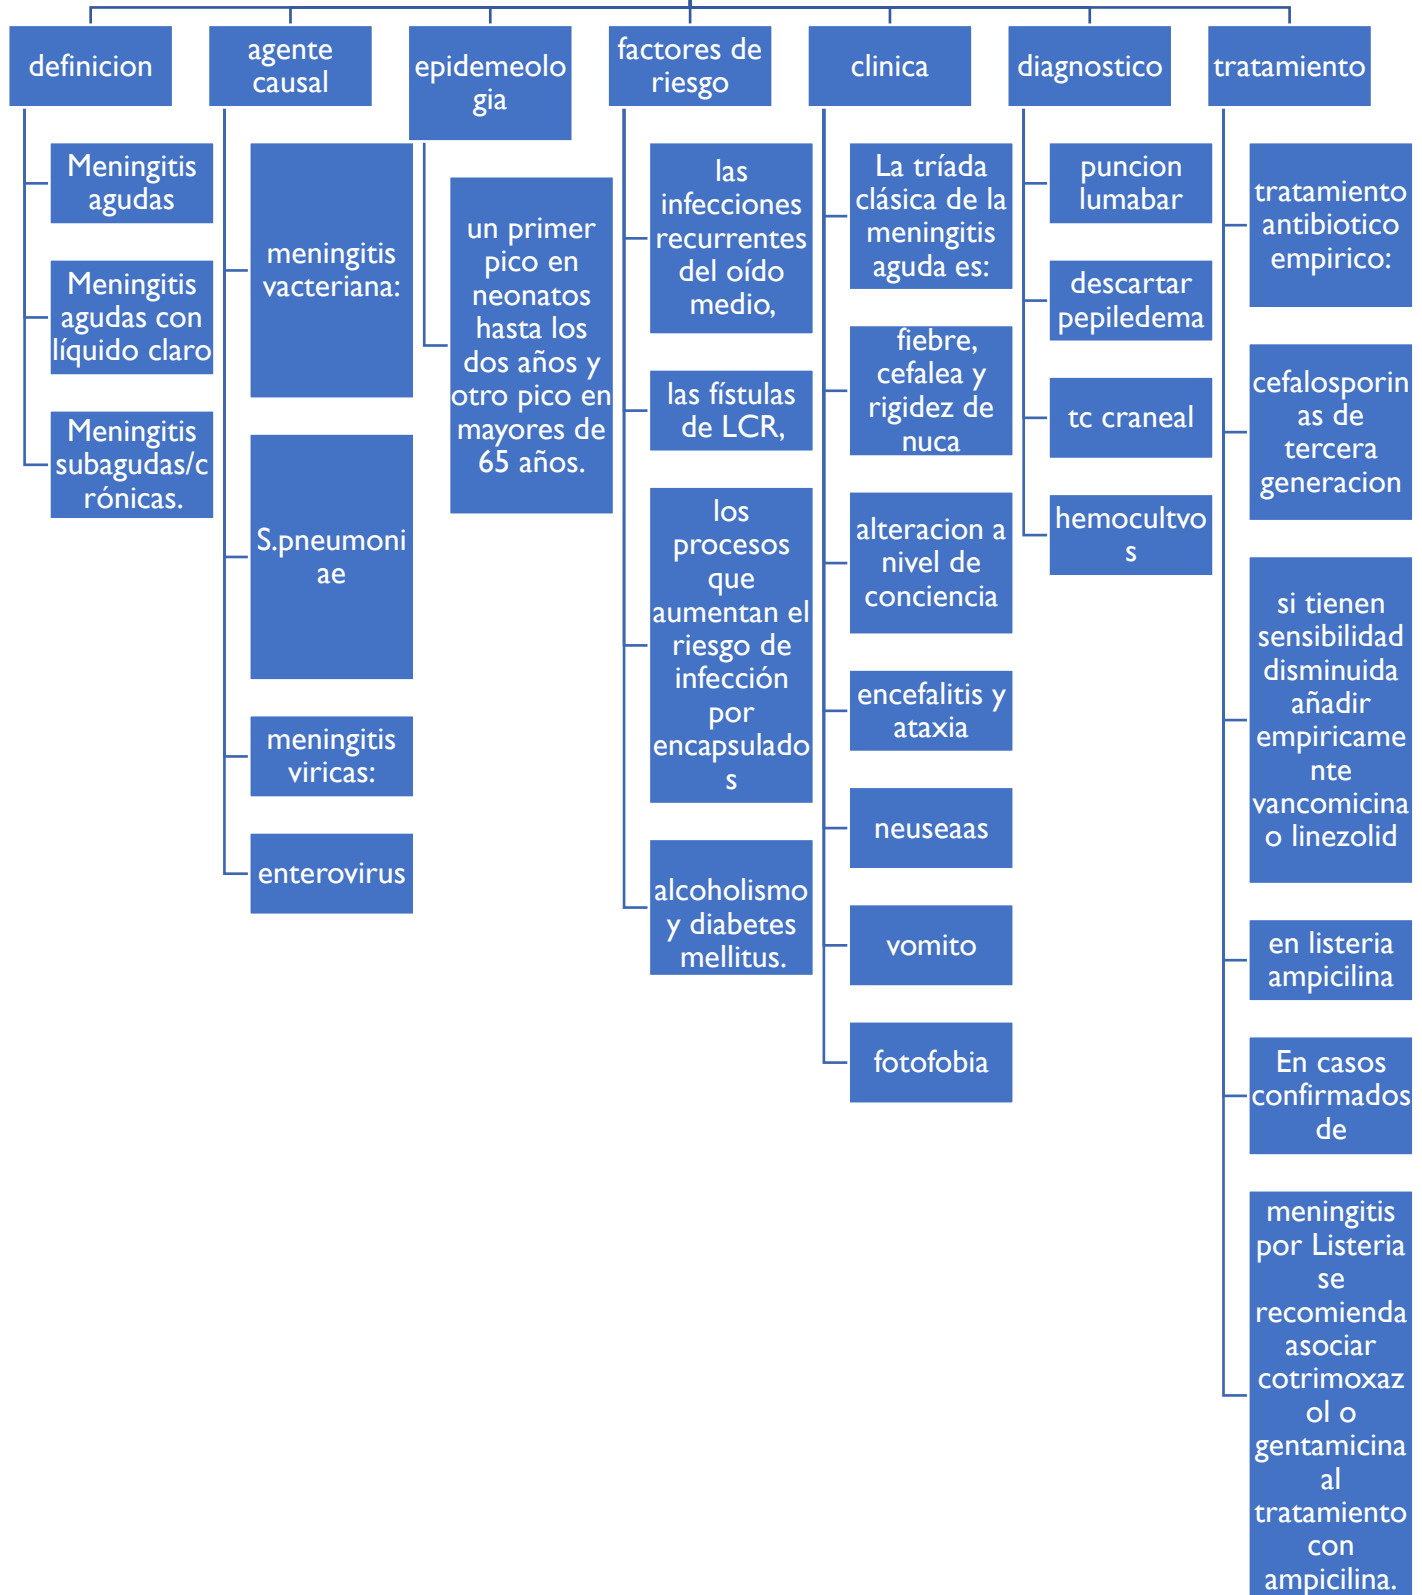 definicion
Meningitis
agudas
Meningitis
agudas con
líquido claro
Meningitis
subagudas/c
rónicas.
agente
causal
meningitis
vacteriana:
S.pneumoni
ae
meningitis
viricas:
enterovirus
epidemeolo
gia
un primer
pico en
neonatos
hasta los
dos años y
otro pico en
mayores de
65 años.
factores de
riesgo
las
infecciones
recurrentes
del oído
medio,
las fístulas
de LCR,
los
procesos
que
aumentan el
riesgo de
infección
por
encapsulado
s
alcoholismo
y diabetes
mellitus.
clinica
La tríada
clásica de la
meningitis
aguda es:
fiebre,
cefalea y
rigidez de
nuca
alteracion a
nivel de
conciencia
encefalitis y
ataxia
neuseaas
vomito
fotofobia
diagnostico
puncion
lumabar
descartar
pepiledema
tc craneal
hemocultvo
s
tratamiento
tratamiento
antibiotico
empirico:
cefalosporin
as de
tercera
generacion
si tienen
sensibilidad
disminuida
añadir
empiricame
nte
vancomicina
o linezolid
en listeria
ampicilina
En casos
confirmados
de
meningitis
por Listeria
se
recomienda
asociar
cotrimoxaz
ol o
gentamicina
al
tratamiento
con
ampicilina.